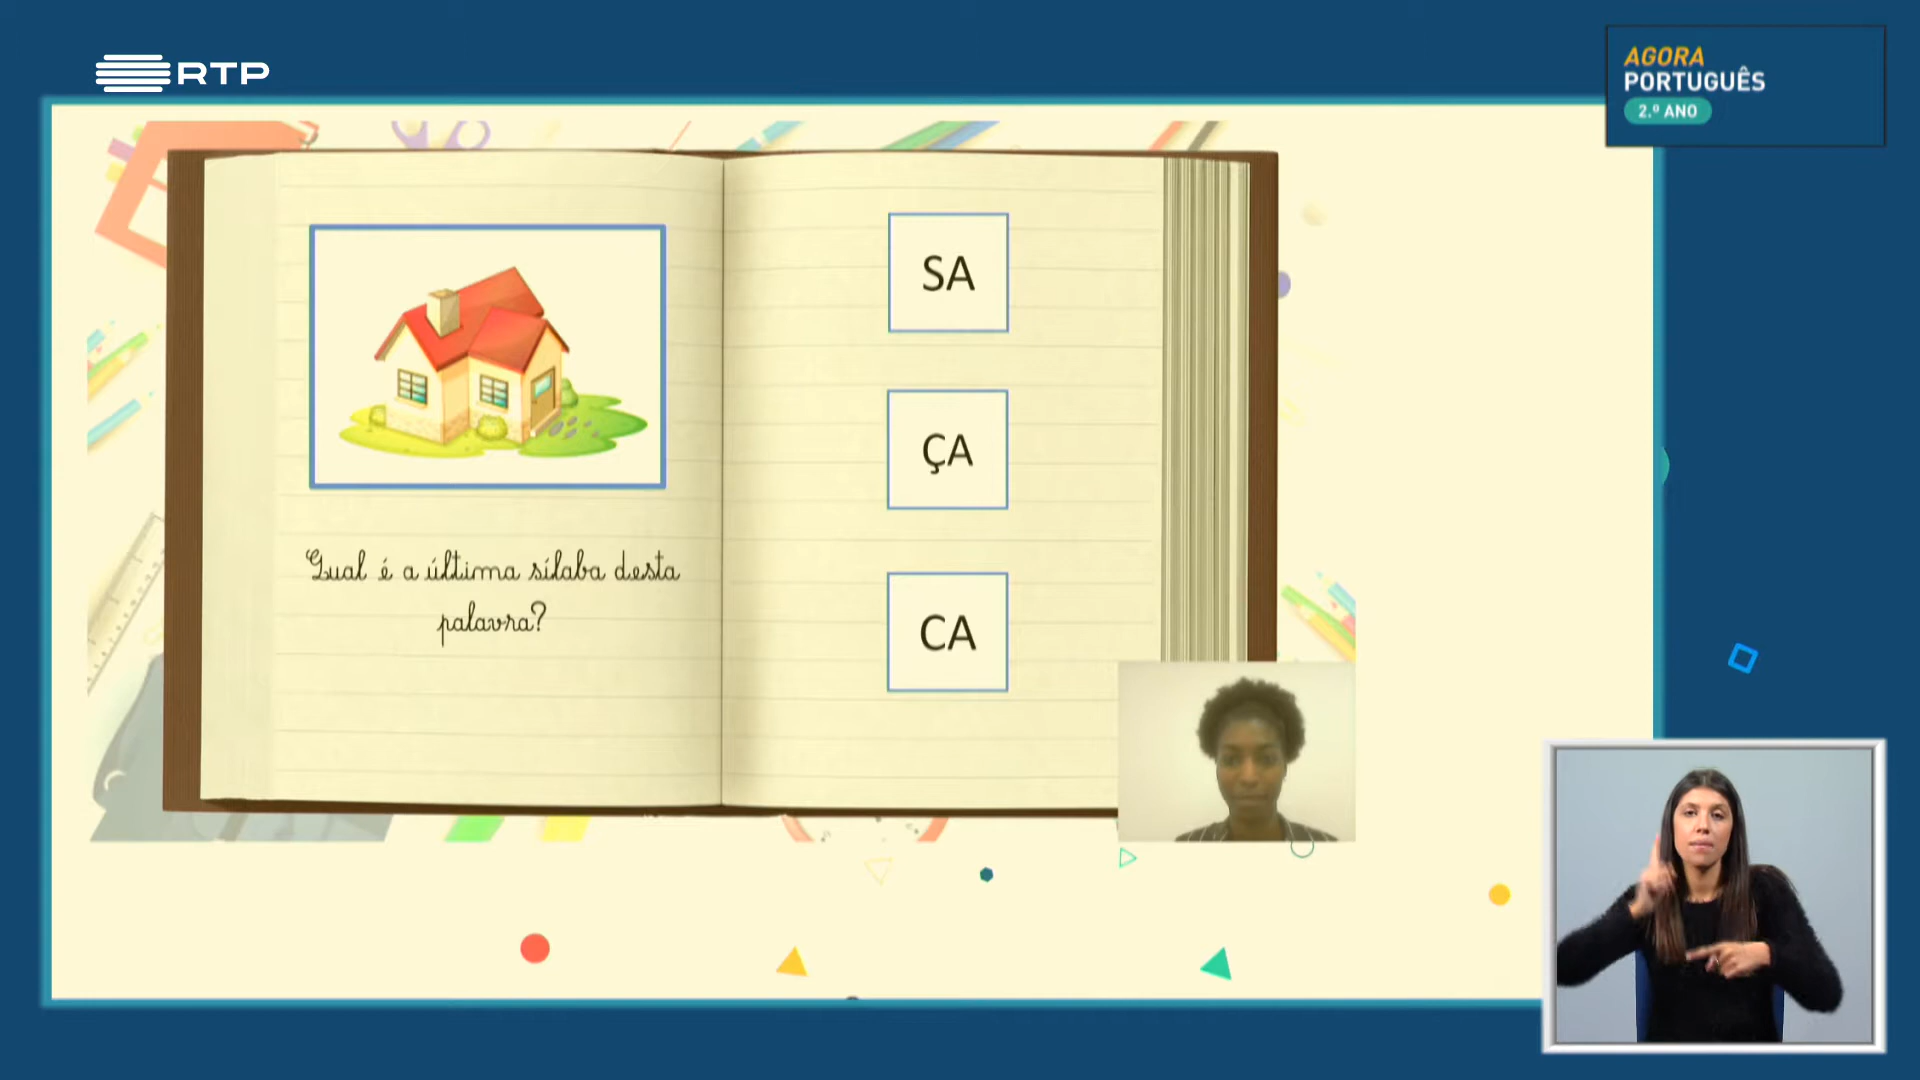 RTP
AGORA
PORTUGUÊS
2.º ANO
SA
ÇA
CA
Qual é a última sílaba desta
palavra?